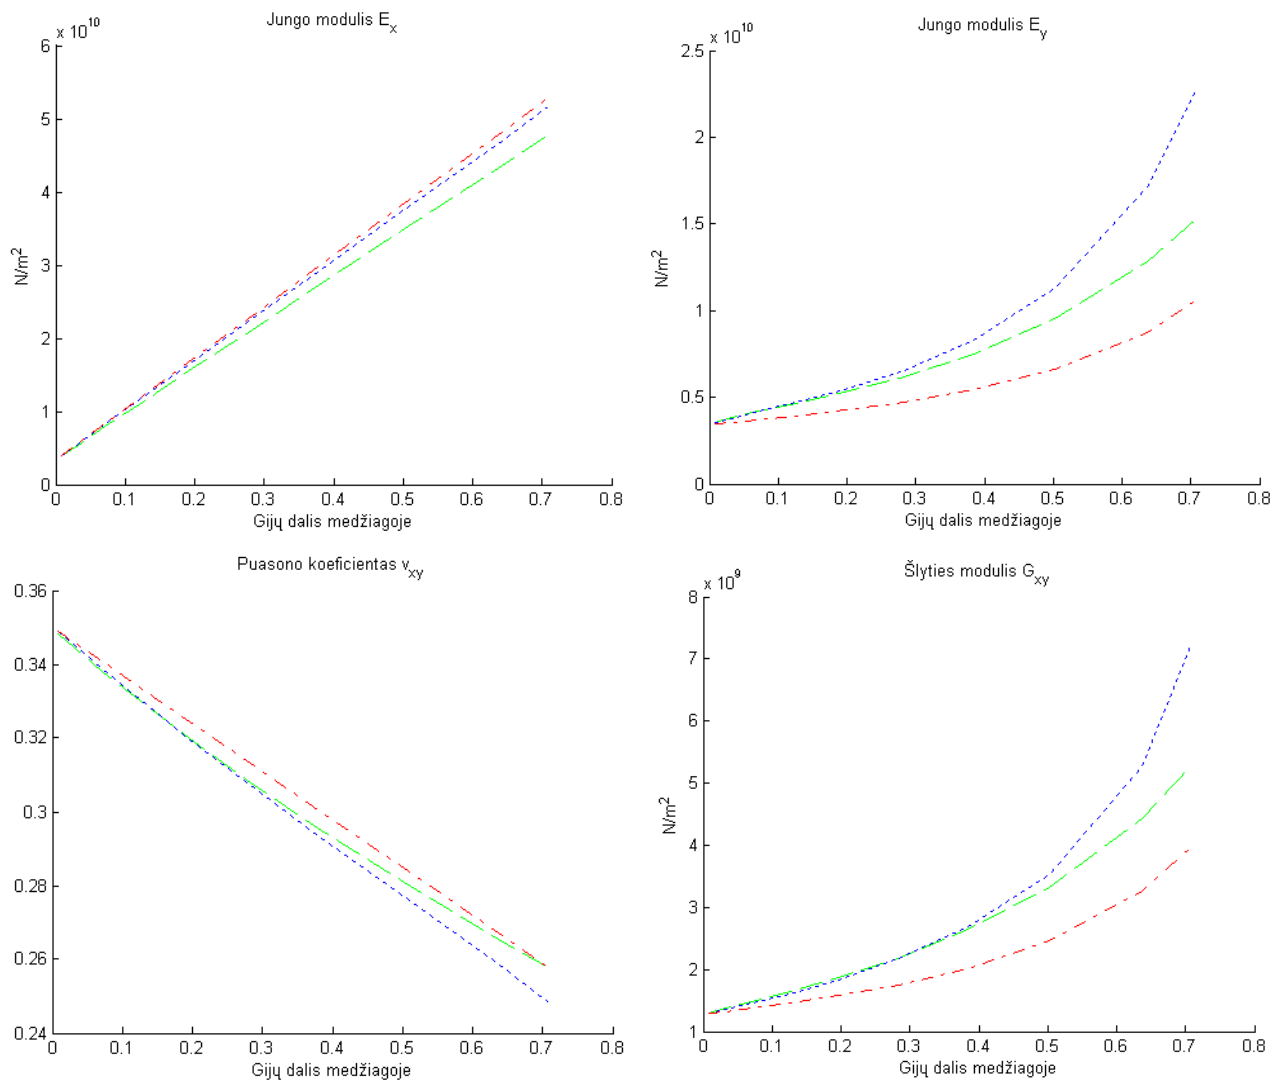 Jungo modulis E_x
x 10^10
6
5
4
3
2
1
0
N/m²
0 0.1 0.2 0.3 0.4 0.5 0.6 0.7 0.8
Gijų dalis medžiagoje
Jungo modulis E_y
x 10^10
2.5
2
1.5
1
0.5
0
N/m²
0 0.1 0.2 0.3 0.4 0.5 0.6 0.7 0.8
Gijų dalis medžiagoje
Puasono koeficientas v_xy
0.36
0.34
0.32
0.3
0.28
0.26
0.24
0 0.1 0.2 0.3 0.4 0.5 0.6 0.7 0.8
Gijų dalis medžiagoje
Šlyties modulis G_xy
x 10^9
8
7
6
5
4
3
2
1
N/m²
0 0.1 0.2 0.3 0.4 0.5 0.6 0.7 0.8
Gijų dalis medžiagoje